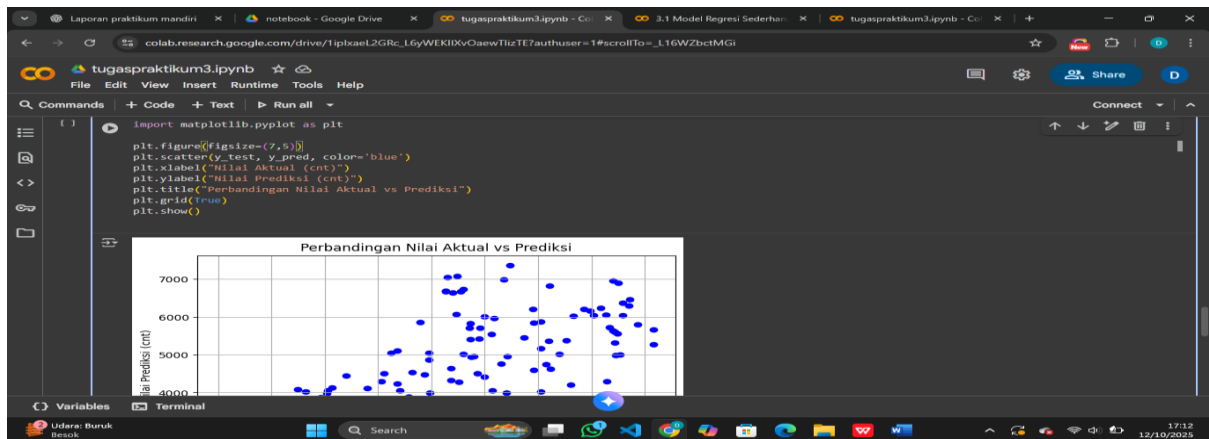 Laporan praktikum mandiri
notebook - Google Drive
tugaspraktikum3.ipynb - Co
3.1 Model Regresi Sederhan
tugaspraktikum3.ipynb - Col
colab.research.google.com/drive/1iplxaeL2GRc_L6yWEKIIXvOaewTlizTE?authuser=1#scrollTo=_L16WZbctMGi
New
D
CO
tugaspraktikum3.ipynb
Share
D
File Edit View Insert Runtime Tools Help
Commands + Code + Text Run all
Connect
[ ]
import matplotlib.pyplot as plt
plt.figure(figsize=(7,5))
plt.scatter(y_test, y_pred, color='blue')
plt.xlabel("Nilai Aktual (cnt)")
plt.ylabel("Nilai Prediksi (cnt)")
plt.title("Perbandingan Nilai Aktual vs Prediksi")
plt.grid(True)
plt.show()
Perbandingan Nilai Aktual vs Prediksi
7000
6000
5000
4000
ilai Prediksi (cnt)
Variables
Terminal
2
Udara: Buruk
Besok
Search
17:12
12/10/2025